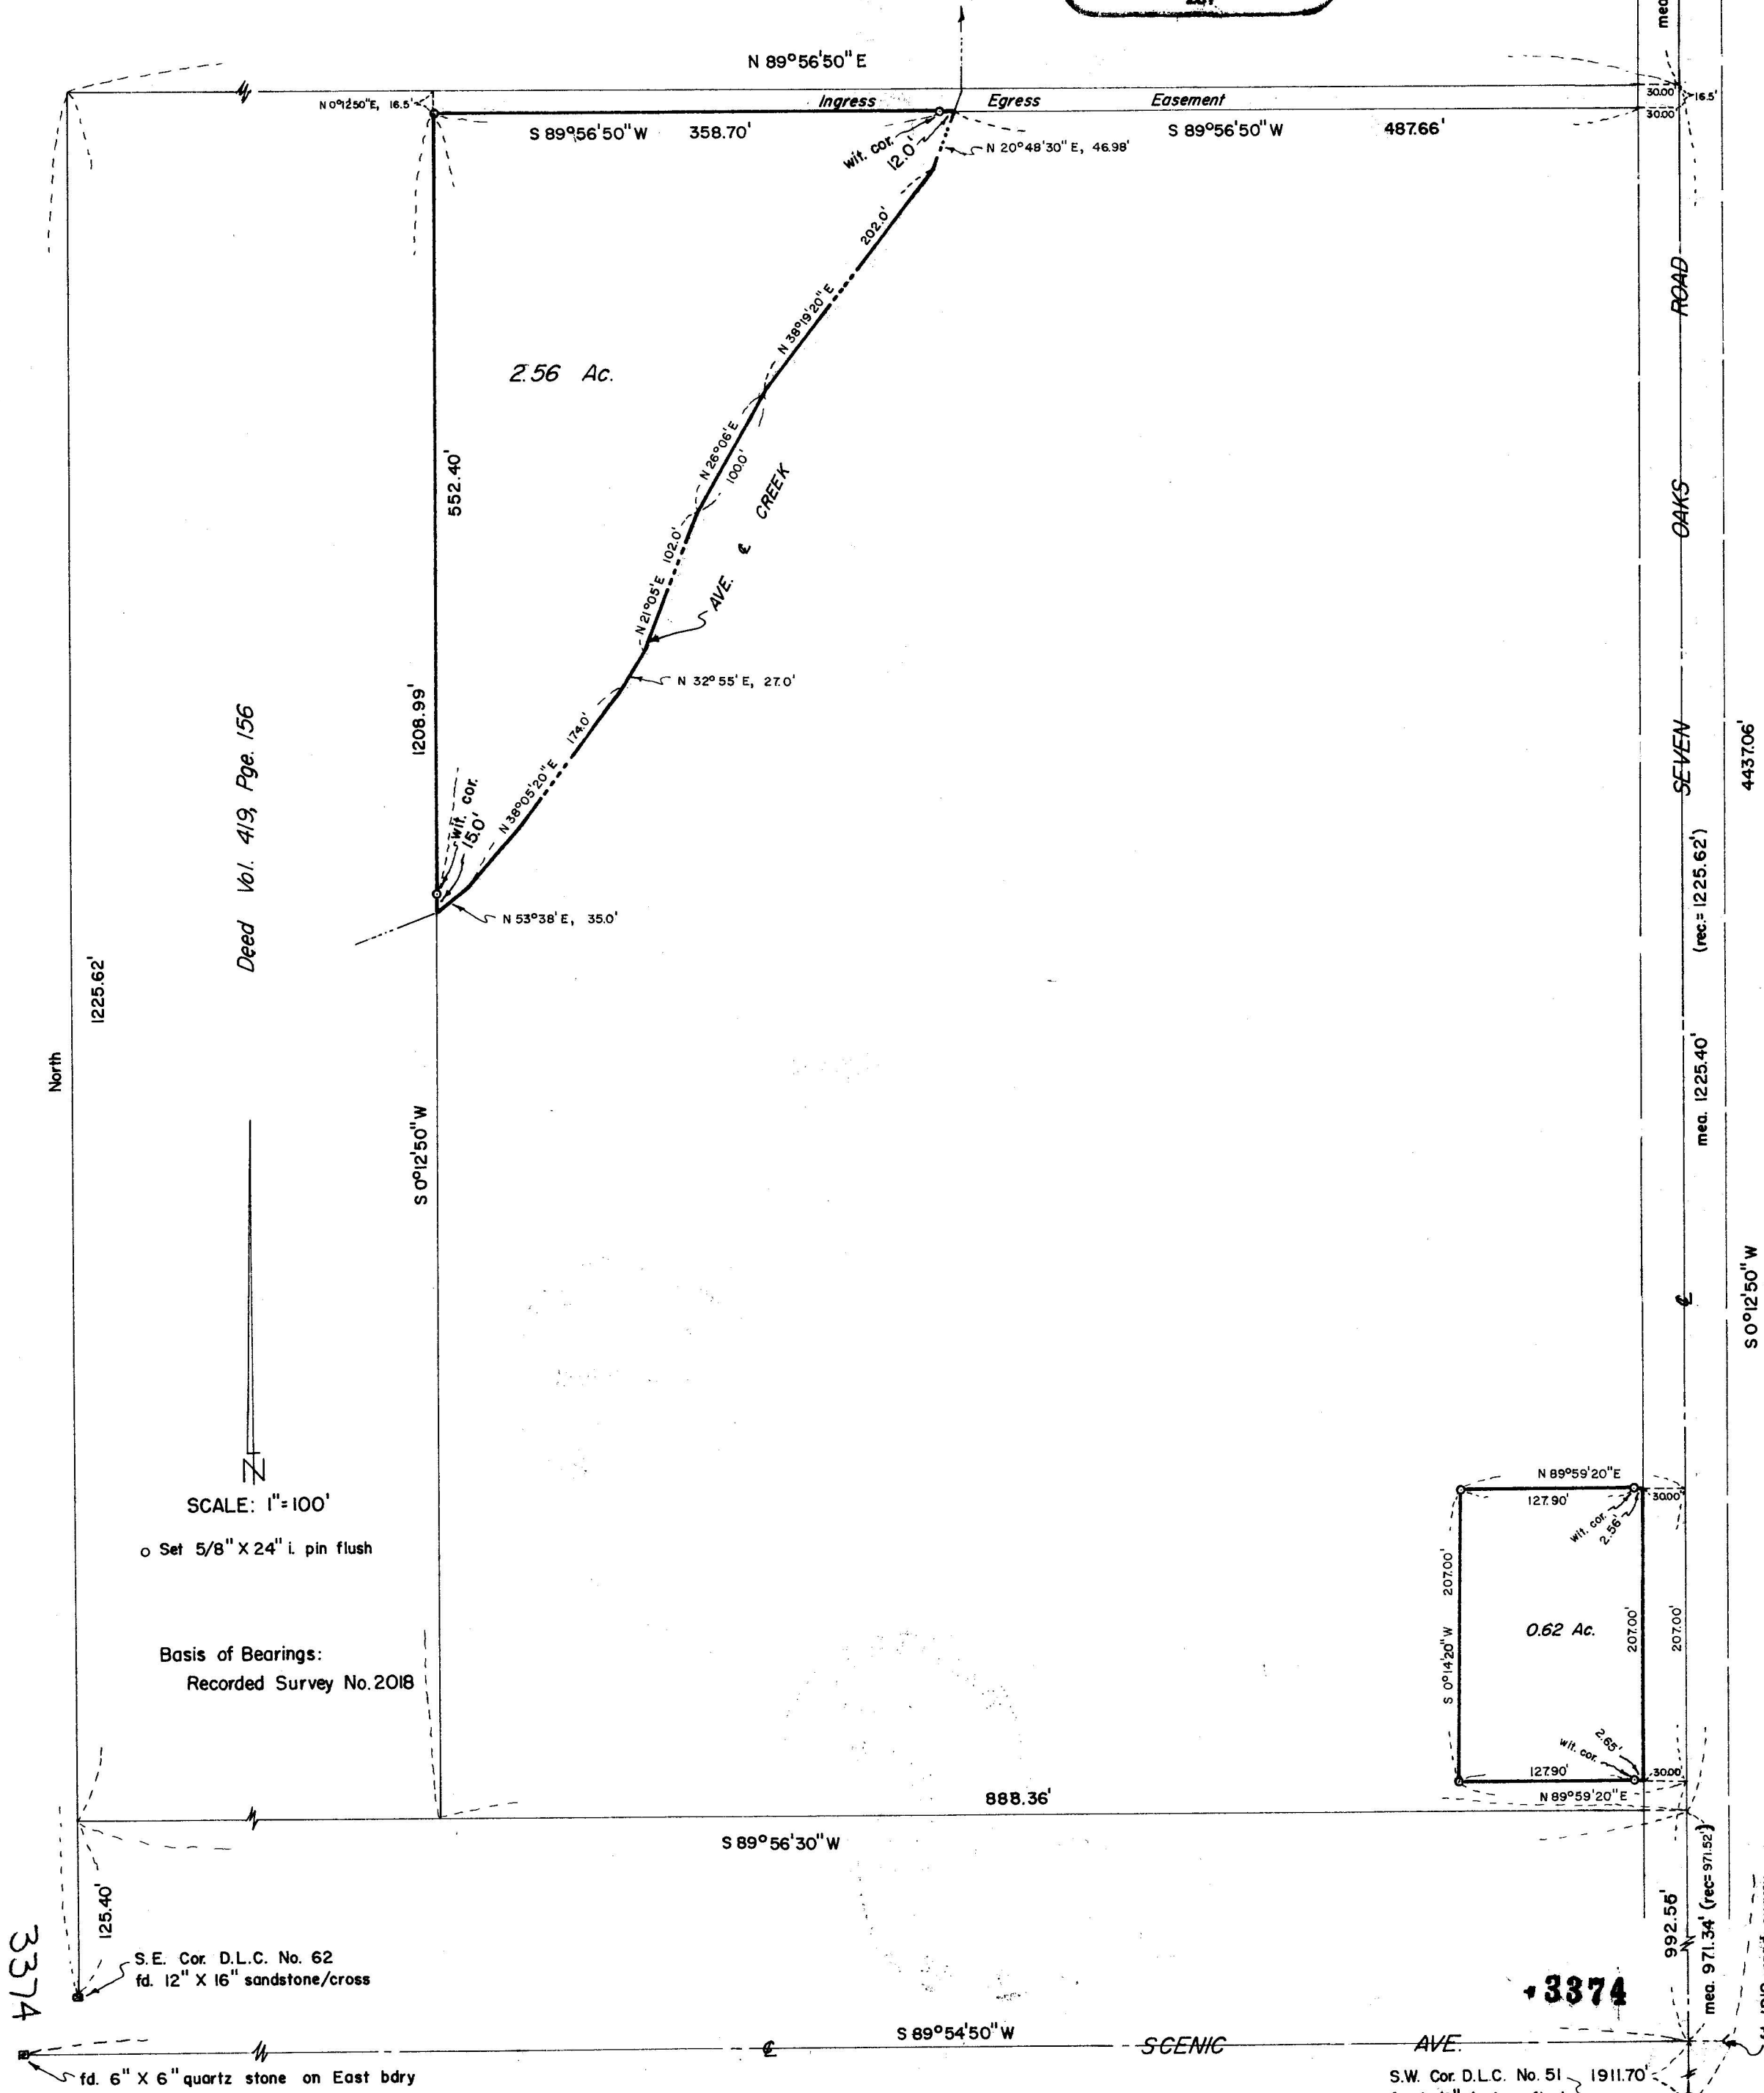 N 89°56'50" E
mea
N 0°12'50"E, 16.5'
Ingress Egress Easement
30.00'
16.5'
30.00'
S 89°56'50" W 358.70'
S 89°56'50" W 487.66'
wit. cor.
12.0'
N 20°48'30" E, 46.98'
202.0'
N 38°19'20" E
2.56 Ac.
N 26°06'E
100.0'
552.40'
AVE. ℄ CREEK
N 21°05'E 102.0'
N 32°55'E, 27.0'
1208.99'
N 38°05'20"E 174.0'
wit. cor.
15.0'
N 53°38'E, 35.0'
Deed Vol. 419, Pge. 156
SEVEN OAKS ROAD
℄
4437.06'
(rec.= 1225.62')
mea. 1225.40'
S 0°12'50" W
North
1225.62'
S 0°12'50" W
N
SCALE: 1"=100'
o Set 5/8" X 24" i. pin flush
Basis of Bearings:
Recorded Survey No. 2018
N 89°59'20"E
127.90'
30.00'
wit. cor.
2.56'
S 0°14'20"W 207.00'
0.62 Ac.
207.00'
207.00'
2.65'
wit. cor.
127.90'
30.00'
N 89°59'20"E
888.36'
S 89°56'30" W
125.40'
992.56'
mea. 971.34' (rec= 971.52')
S.E. Cor. D.L.C. No. 62
fd. 12" X 16" sandstone/cross
3374
3374
S 89°54'50" W
℄ SCENIC AVE.
fd. 6" X 6" quartz stone on East bdry
S.W. Cor. D.L.C. No. 51
1911.70'